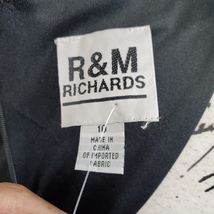 R&M
RICHARDS
10
MADE IN
CHINA
OF IMPORTED
FABRIC